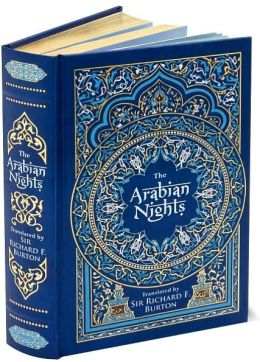 The
Arabian
Nights
Translated by
SIR
RICHARD F.
BURTON
The
Arabian
Nights
Translated by
SIR RICHARD F.
BURTON